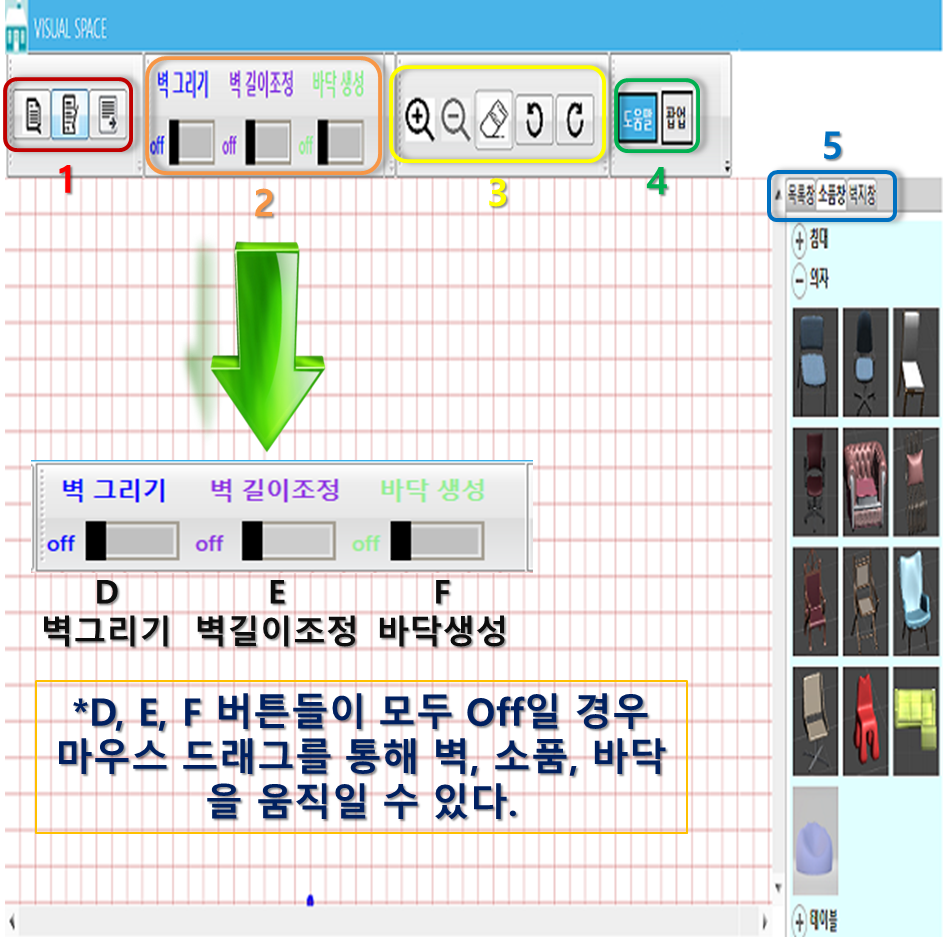 VISUAL SPACE
벽 그리기 벽 길이조정 바닥 생성
off off off
도움말 팝업
1
2
3
4
5
목록창 소품창 벽지창
침대
의자
벽 그리기 벽 길이조정 바닥 생성
off off off
D E F
벽그리기 벽길이조정 바닥생성
*D, E, F 버튼들이 모두 Off일 경우
마우스 드래그를 통해 벽, 소품, 바닥
을 움직일 수 있다.
테이블